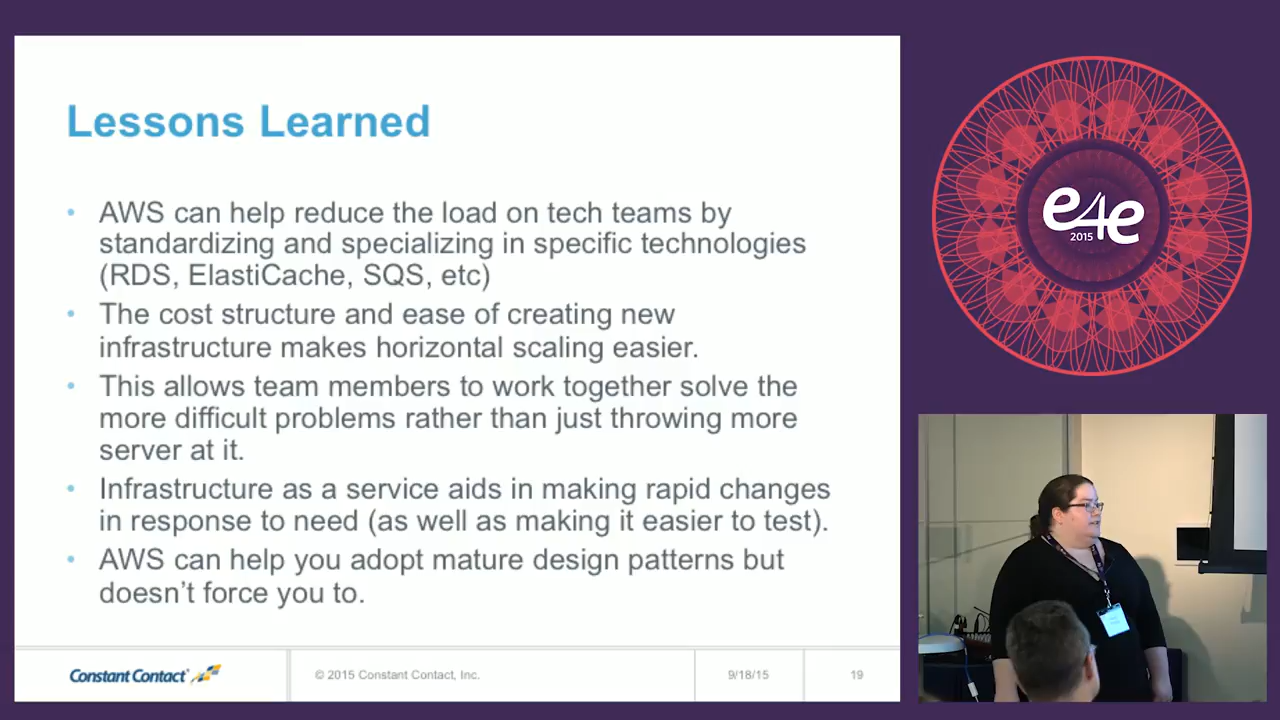 Lessons Learned
• AWS can help reduce the load on tech teams by
standardizing and specializing in specific technologies
(RDS, ElastiCache, SQS, etc)
• The cost structure and ease of creating new
infrastructure makes horizontal scaling easier.
• This allows team members to work together solve the
more difficult problems rather than just throwing more
server at it.
• Infrastructure as a service aids in making rapid changes
in response to need (as well as making it easier to test).
• AWS can help you adopt mature design patterns but
doesn’t force you to.
Constant Contact
© 2015 Constant Contact, Inc.
9/18/15
19
e4e
2015